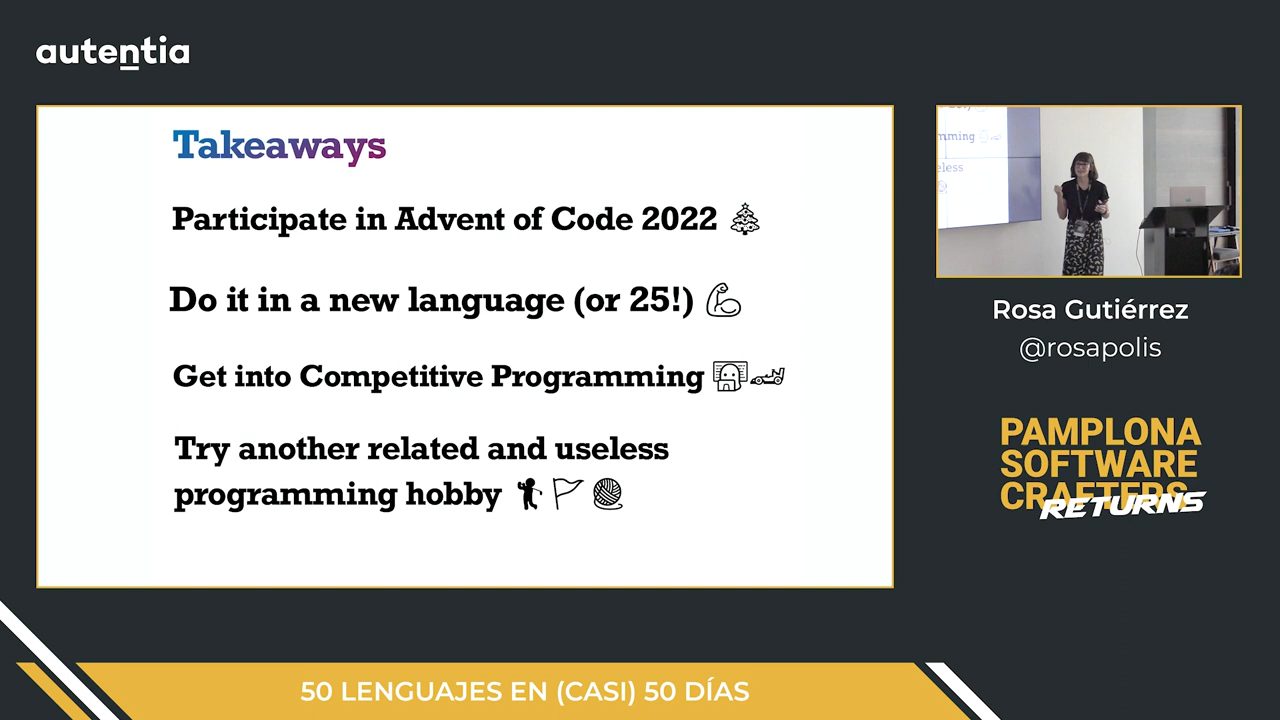 autentia
Takeaways
Participate in Advent of Code 2022
Do it in a new language (or 25!)
Get into Competitive Programming
Try another related and useless
programming hobby
mming
eless
Rosa Gutiérrez
@rosapolis
PAMPLONA
SOFTWARE
CRAFTERS
RETURNS
50 LENGUAJES EN (CASI) 50 DÍAS